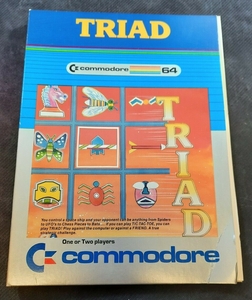 TRIAD
commodore 64
TRIAD
You control a space ship and your opponent can be anything from Spiders
to UFO's to Chess Pieces to Bats.....If you can play TIC TAC TOE, you can
play TRIAD! Play against the computer or against a FRIEND. A true
strategic challenge.
One or Two players
commodore